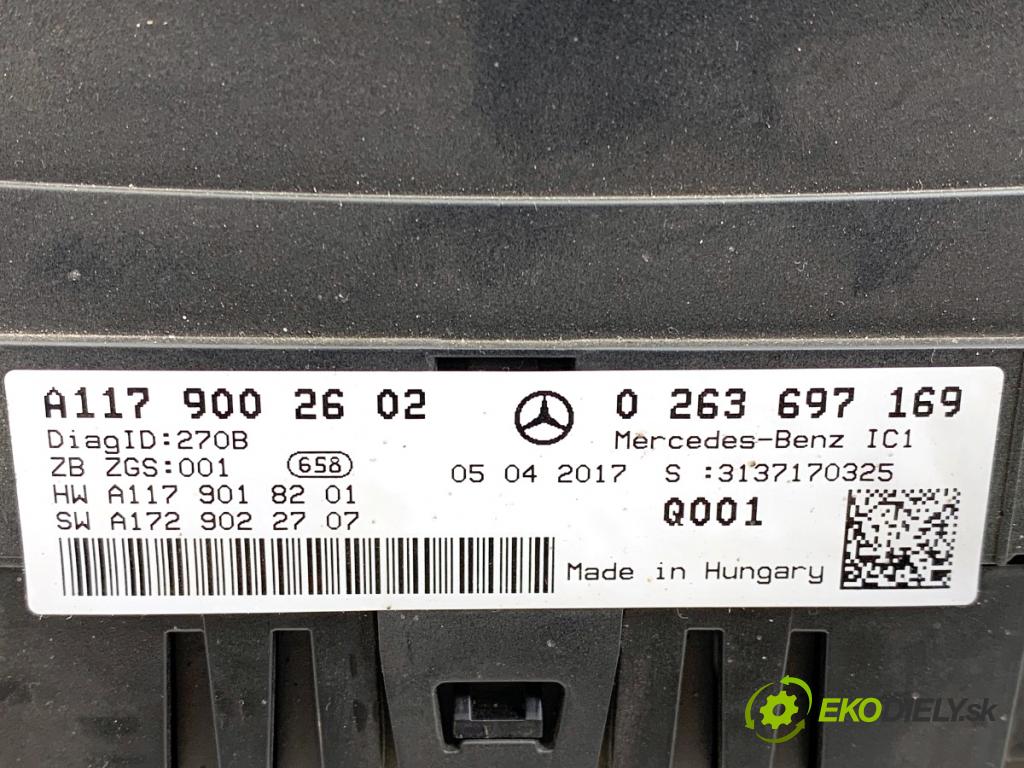 A117 900 26 02
0 263 697 169
DiagID:270B
Mercedes-Benz IC1
ZB ZGS:001
658
05 04 2017
S :3137170325
HW A117 901 82 01
SW A172 902 27 07
Q001
Made in Hungary
EKODIELY.sk